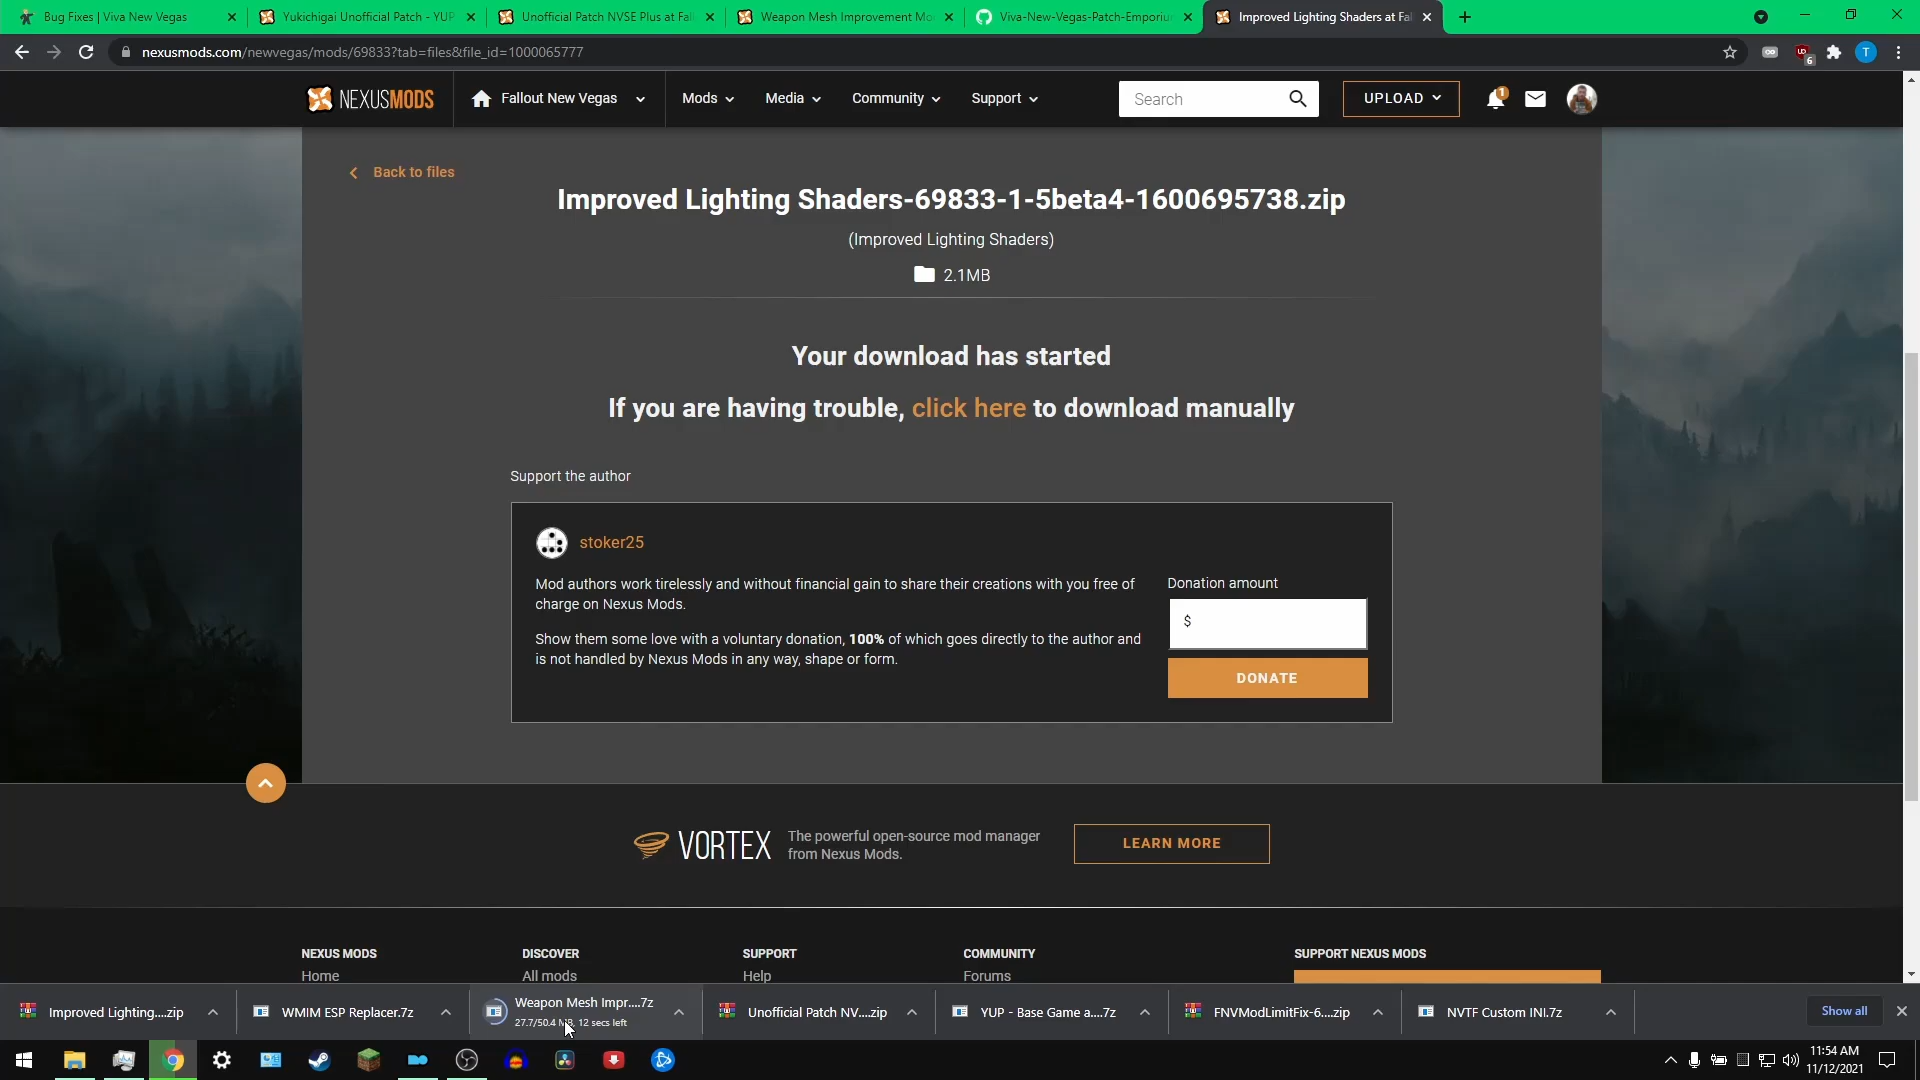 Bug Fixes | Viva New Vegas
Yukichigai Unofficial Patch - YUP
Unofficial Patch NVSE Plus at Fal
Weapon Mesh Improvement Mo
Viva-New-Vegas-Patch-Emporiu
Improved Lighting Shaders at Fal
nexusmods.com/newvegas/mods/69833?tab=files&file_id=1000065777
6
T
NEXUSMODS
Fallout New Vegas
Mods
Media
Community
Support
Search
UPLOAD
1
Back to files
Improved Lighting Shaders-69833-1-5beta4-1600695738.zip
(Improved Lighting Shaders)
2.1MB
Your download has started
If you are having trouble, click here to download manually
Support the author
stoker25
Mod authors work tirelessly and without financial gain to share their creations with you free of
charge on Nexus Mods.
Show them some love with a voluntary donation, 100% of which goes directly to the author and
is not handled by Nexus Mods in any way, shape or form.
Donation amount
$
DONATE
VORTEX
The powerful open-source mod manager
from Nexus Mods.
LEARN MORE
NEXUS MODS
DISCOVER
SUPPORT
COMMUNITY
SUPPORT NEXUS MODS
Home
All mods
Help
Forums
Improved Lighting....zip
WMIM ESP Replacer.7z
Weapon Mesh Impr....7z
27.7/50.4 MB, 12 secs left
Unofficial Patch NV....zip
YUP - Base Game a....7z
FNVModLimitFix-6....zip
NVTF Custom INI.7z
Show all
11:54 AM
11/12/2021